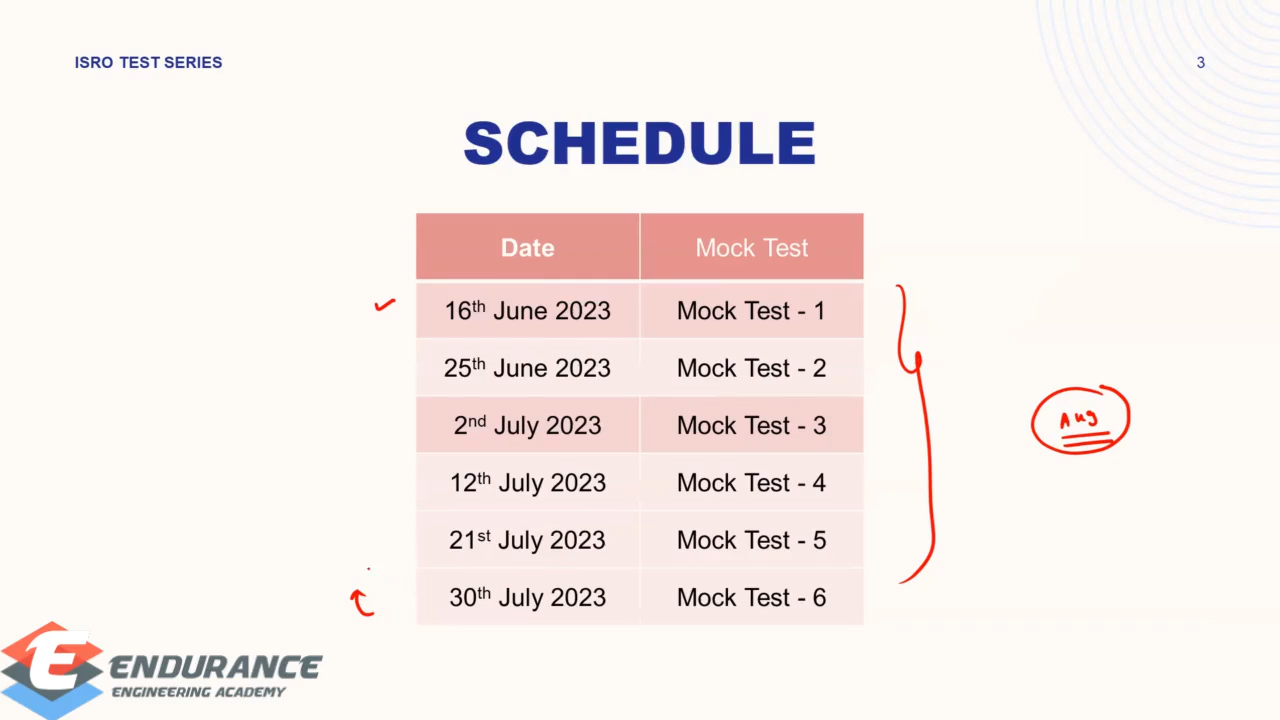 ISRO TEST SERIES
3
SCHEDULE
Date Mock Test
16th June 2023 Mock Test - 1
25th June 2023 Mock Test - 2
2nd July 2023 Mock Test - 3
Aug
12th July 2023 Mock Test - 4
21st July 2023 Mock Test - 5
30th July 2023 Mock Test - 6
E ENDURANCE
ENGINEERING ACADEMY